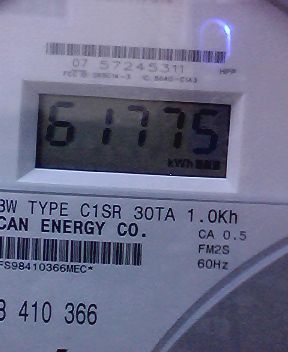 07 57245311
HPP
61775
kWh
3W TYPE C1SR 30TA 1.0Kh
CAN ENERGY CO.
CA 0.5
FM2S
60Hz
FS98410366MEC*
410 366